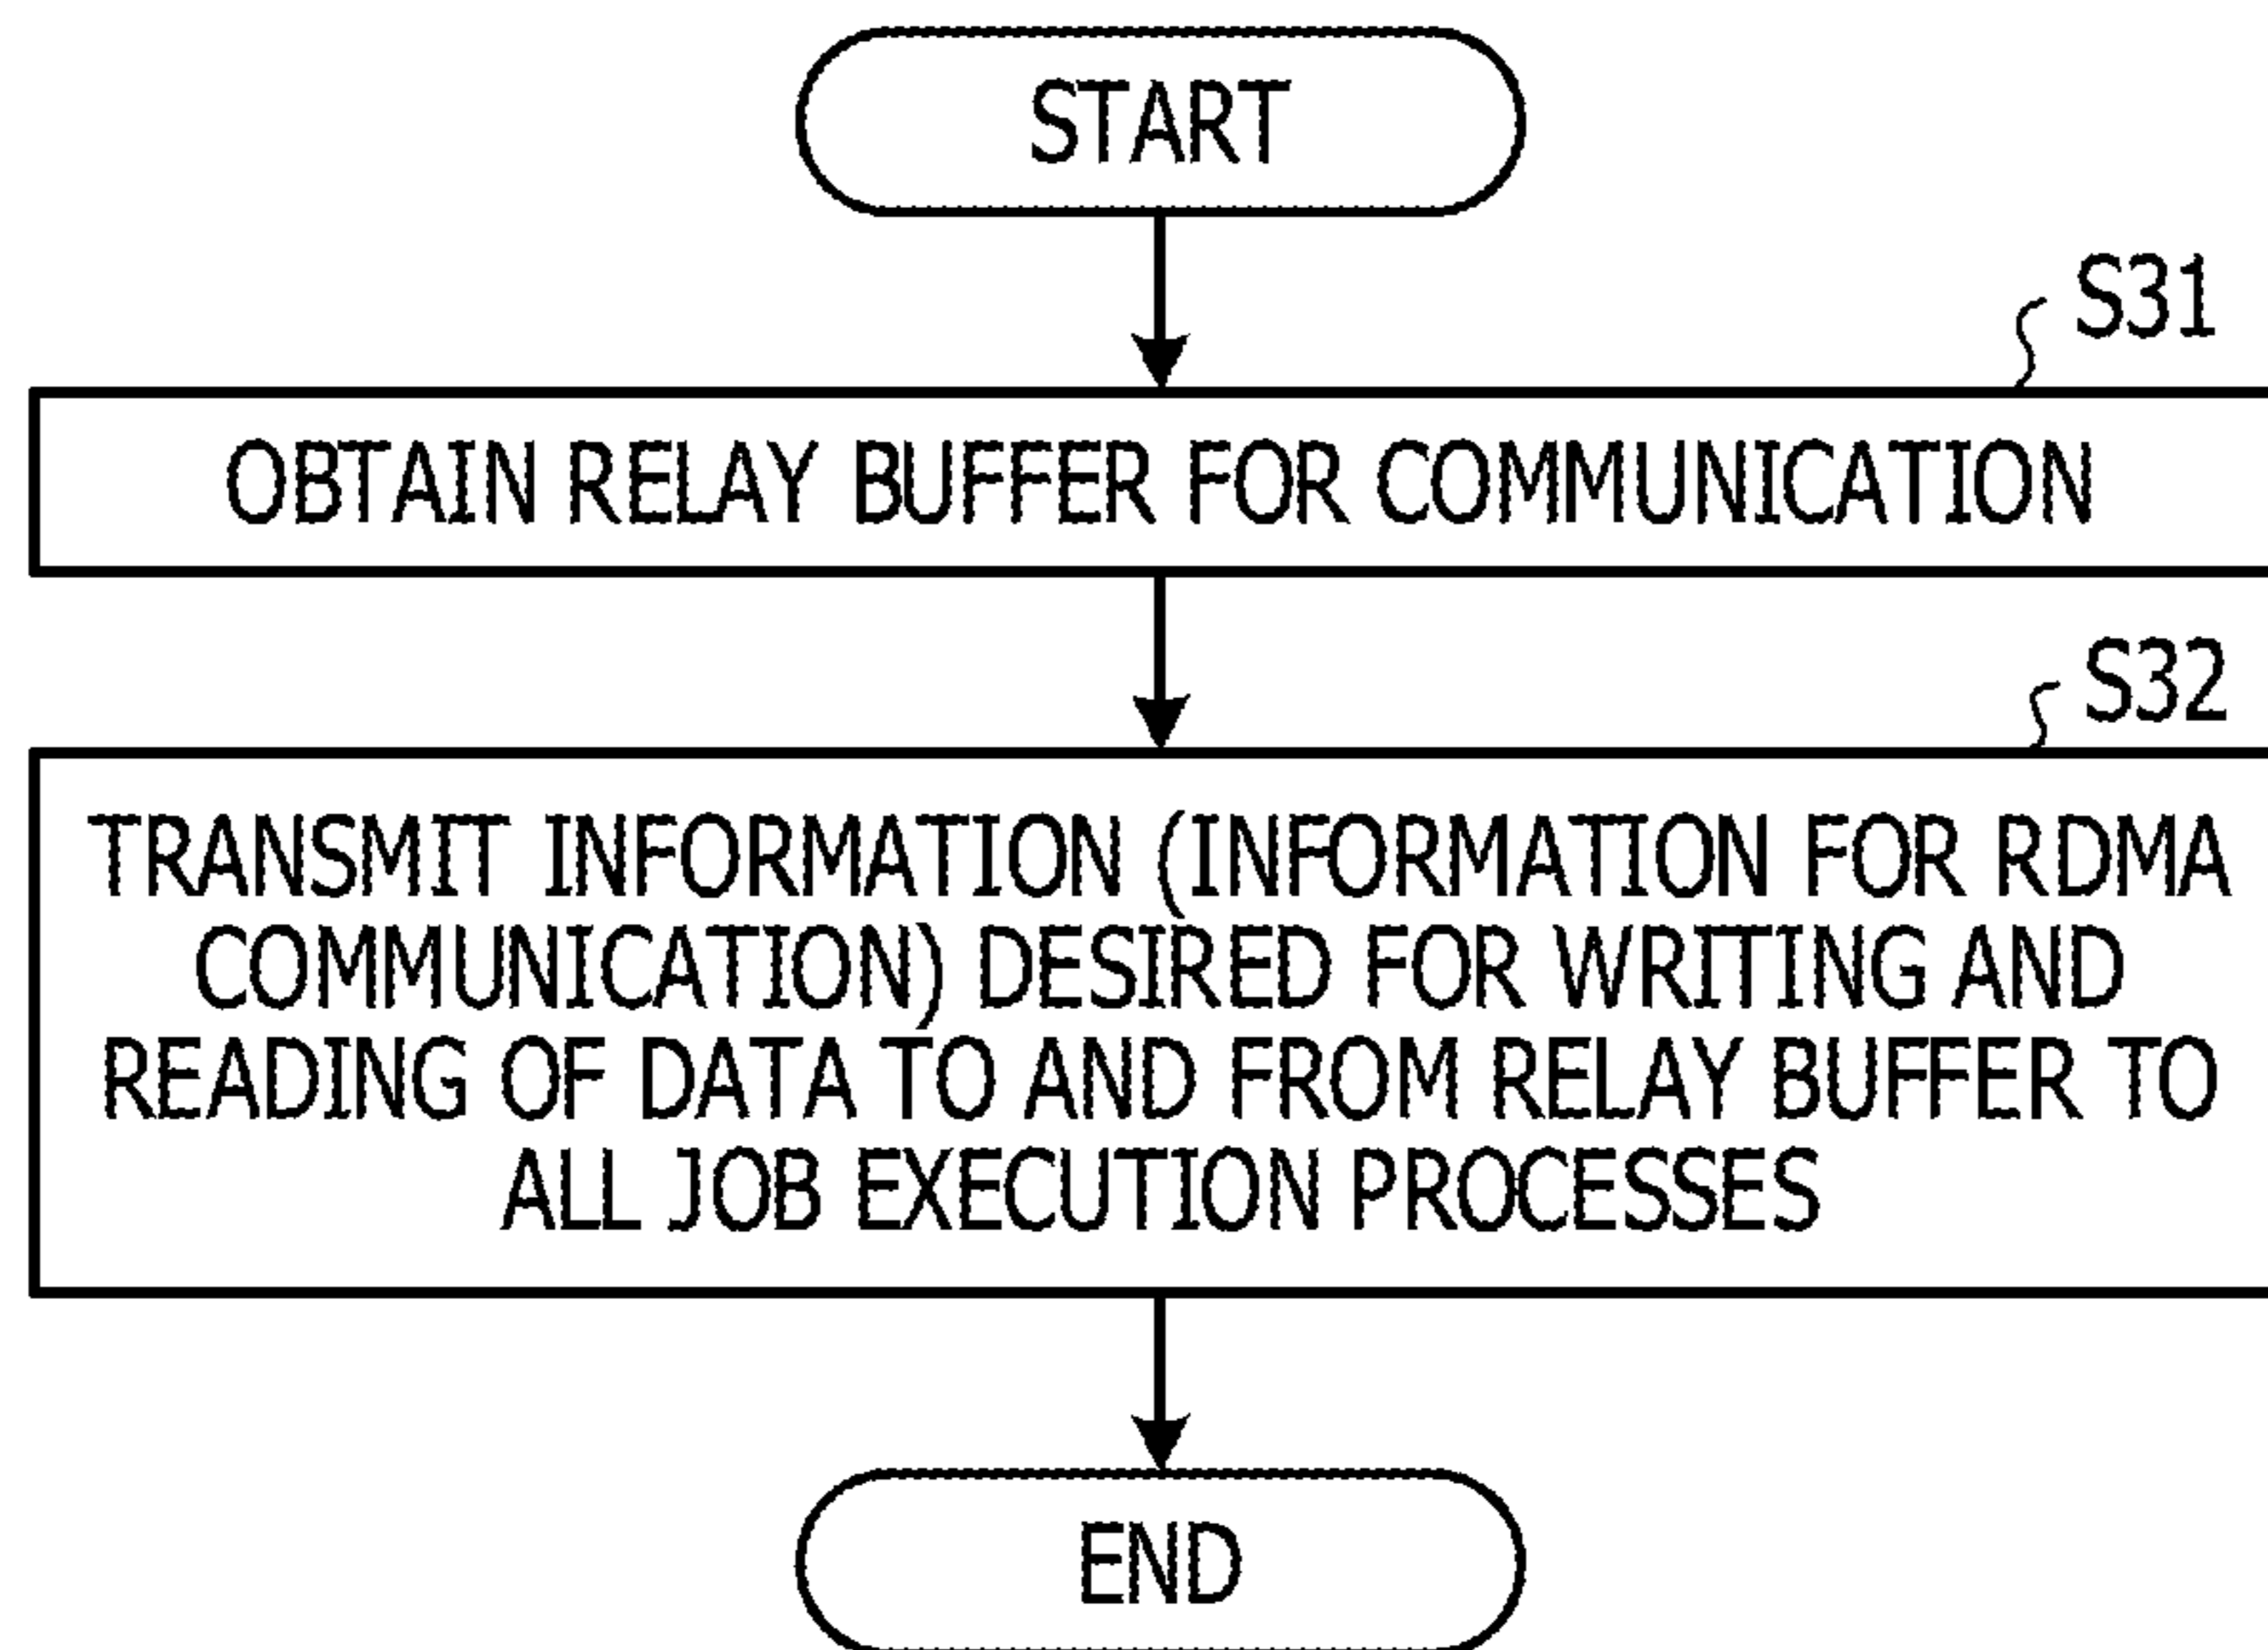 START
S31
OBTAIN RELAY BUFFER FOR COMMUNICATION
S32
TRANSMIT INFORMATION (INFORMATION FOR RDMA
COMMUNICATION) DESIRED FOR WRITING AND
READING OF DATA TO AND FROM RELAY BUFFER TO
ALL JOB EXECUTION PROCESSES
END